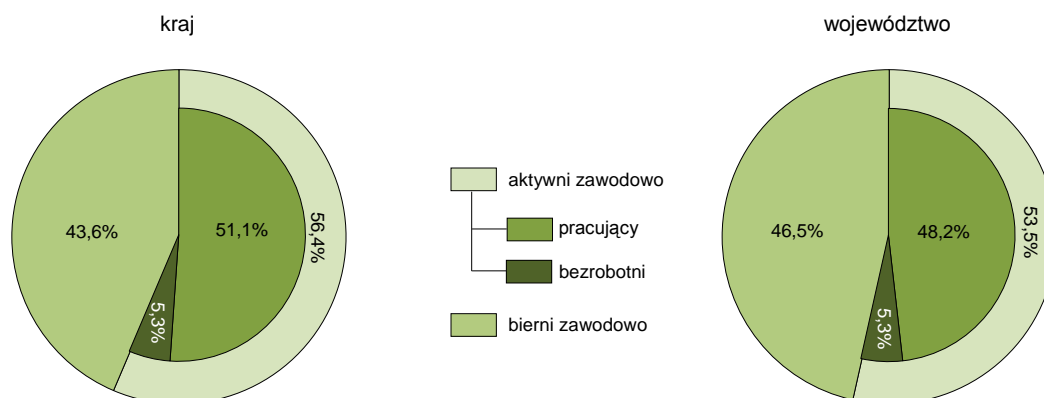 kraj
województwo
43,6%
51,1%
56,4%
5,3%
aktywni zawodowo
pracujący
bezrobotni
bierni zawodowo
46,5%
48,2%
53,5%
5,3%